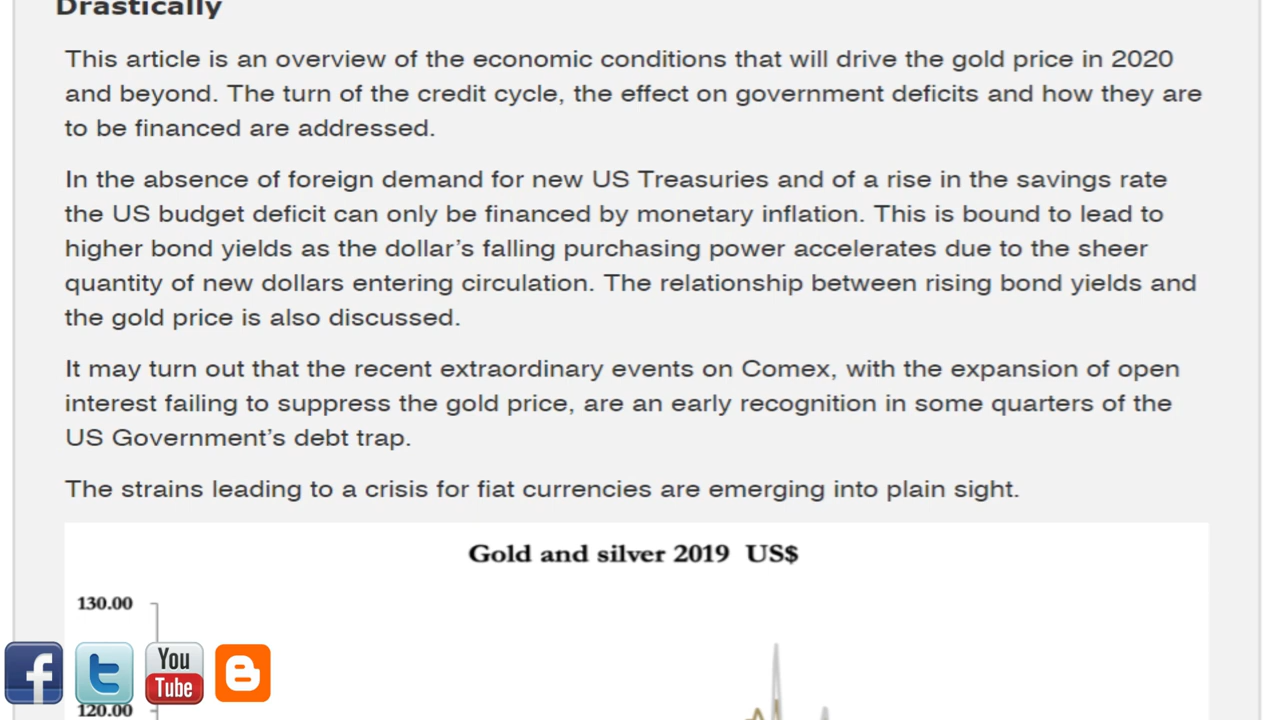 Drastically
This article is an overview of the economic conditions that will drive the gold price in 2020
and beyond. The turn of the credit cycle, the effect on government deficits and how they are
to be financed are addressed.
In the absence of foreign demand for new US Treasuries and of a rise in the savings rate
the US budget deficit can only be financed by monetary inflation. This is bound to lead to
higher bond yields as the dollar’s falling purchasing power accelerates due to the sheer
quantity of new dollars entering circulation. The relationship between rising bond yields and
the gold price is also discussed.
It may turn out that the recent extraordinary events on Comex, with the expansion of open
interest failing to suppress the gold price, are an early recognition in some quarters of the
US Government’s debt trap.
The strains leading to a crisis for fiat currencies are emerging into plain sight.
Gold and silver 2019 US$
130.00
You
Tube
120.00